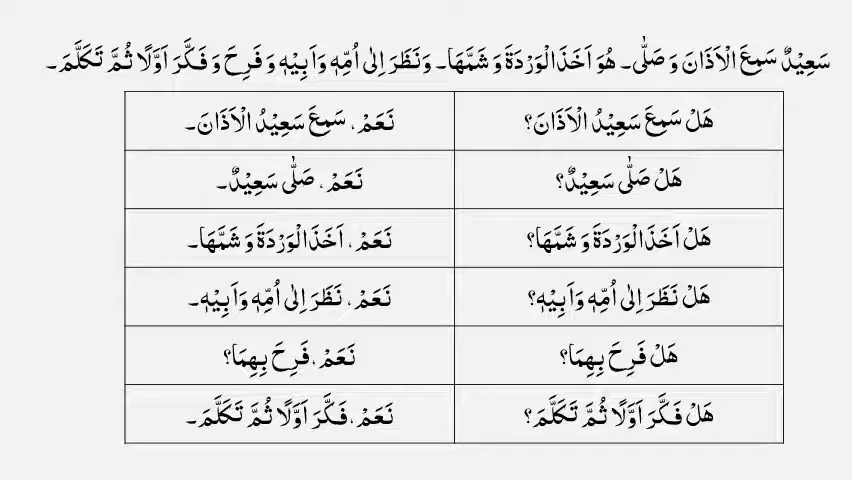 سَعِيْدٌ سَمِعَ الْاَذَانَ وَ صَلّٰى۔ هُوَ اَخَذَ الْوَرْدَةَ وَ شَمَّهَا۔ وَنَظَرَ اِلٰى اُمِّهٖ وَاَبِيْهِ وَ فَرِحَ وَ فَكَّرَ اَوَّلًا ثُمَّ تَكَلَّمَ۔
هَلْ سَمِعَ سَعِيْدُ الْاَذَانَ؟ نَعَمْ، سَمِعَ سَعِيْدُ الْاَذَانَ۔
هَلْ صَلّٰى سَعِيْدٌ؟ نَعَمْ، صَلّٰى سَعِيْدٌ۔
هَلْ اَخَذَ الْوَرْدَةَ وَ شَمَّهَا؟ نَعَمْ، اَخَذَ الْوَرْدَةَ وَ شَمَّهَا۔
هَلْ نَظَرَ اِلٰى اُمِّهٖ وَاَبِيْهِ؟ نَعَمْ، نَظَرَ اِلٰى اُمِّهٖ وَاَبِيْهِ۔
هَلْ فَرِحَ بِهِمَا؟ نَعَمْ، فَرِحَ بِهِمَا؟
هَلْ فَكَّرَ اَوَّلًا ثُمَّ تَكَلَّمَ؟ نَعَمْ، فَكَّرَ اَوَّلًا ثُمَّ تَكَلَّمَ۔